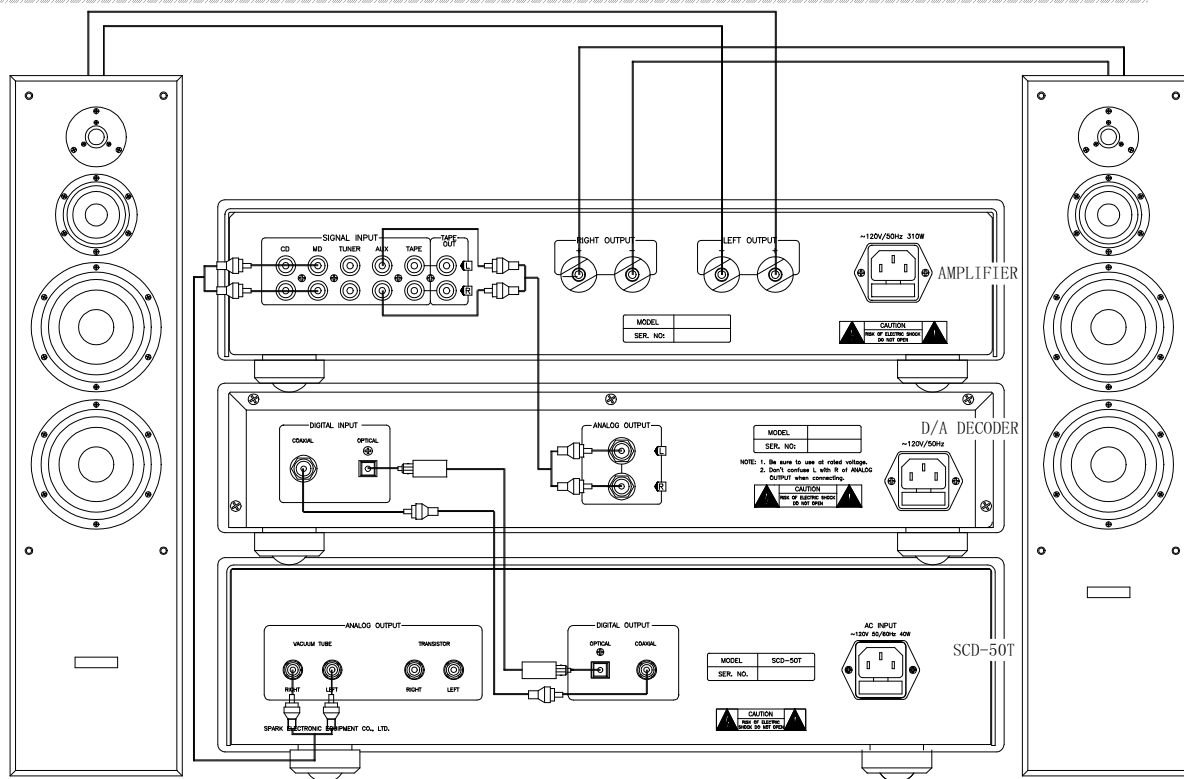 SIGNAL INPUT
TAPE
OUT
CD MD TUNER AUX TAPE
L
R
RIGHT OUTPUT
LEFT OUTPUT
- +
- +
~120V/50Hz 310W
AMPLIFIER
MODEL
SER. NO:
CAUTION
RISK OF ELECTRIC SHOCK
DO NOT OPEN
DIGITAL INPUT
COAXIAL OPTICAL
ANALOG OUTPUT
L
R
MODEL
SER. NO:
D/A DECODER
~120V/50Hz
NOTE: 1. Be sure to use at rated voltage.
2. Don't confuse L with R of ANALOG
OUTPUT when connecting.
CAUTION
RISK OF ELECTRIC SHOCK
DO NOT OPEN
ANALOG OUTPUT
VACUUM TUBE TRANSISTOR
RIGHT LEFT RIGHT LEFT
SPARK ELECTRONIC EQUIPMENT CO., LTD.
DIGITAL OUTPUT
OPTICAL COAXIAL
MODEL SCD-50T
SER. NO.
CAUTION
RISK OF ELECTRIC
SHOCK DO NOT OPEN
AC INPUT
~120V 50/60Hz 40W
SCD-50T